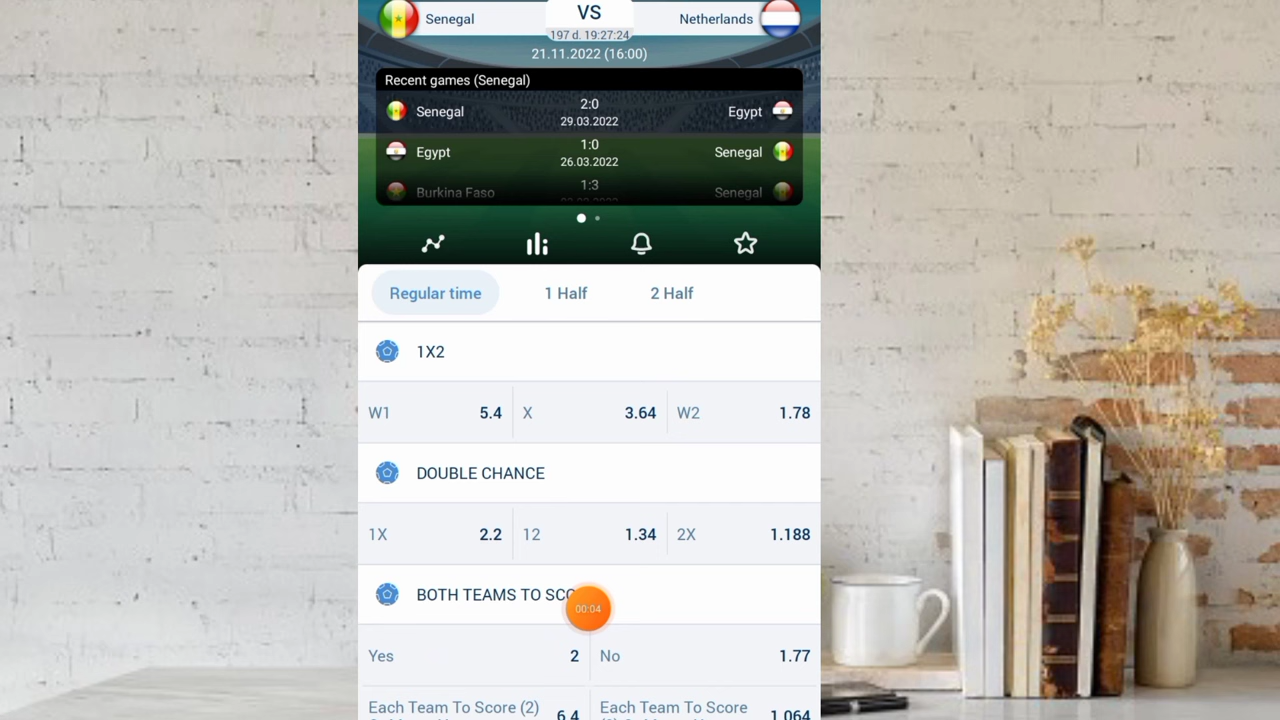 Senegal
VS
Netherlands
197 d. 19:27:24
21.11.2022 (16:00)
Recent games (Senegal)
Senegal
2:0
Egypt
29.03.2022
Egypt
1:0
Senegal
26.03.2022
Burkina Faso
1:3
Senegal
Regular time
1 Half
2 Half
1X2
W1
5.4
X
3.64
W2
1.78
DOUBLE CHANCE
1X
2.2
12
1.34
2X
1.188
BOTH TEAMS TO SCO
00:04
Yes
2
No
1.77
Each Team To Score (2)
6.4
Each Team To Score
1.064